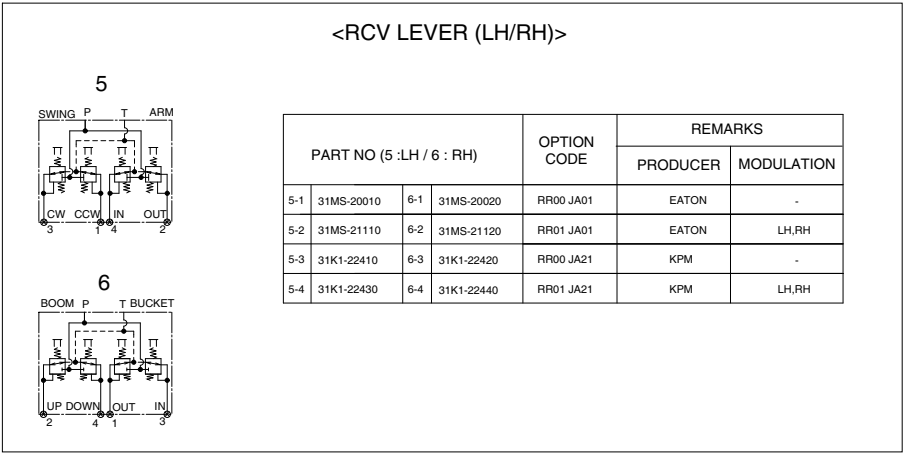 <RCV LEVER (LH/RH)>
5
SWING P T ARM
CW CCW IN OUT
3 1 4 2
6
BOOM P T BUCKET
UP DOWN OUT IN
2 4 1 3
PART NO (5 :LH / 6 : RH) OPTION CODE REMARKS
PRODUCER MODULATION
5-1 31MS-20010 6-1 31MS-20020 RR00 JA01 EATON -
5-2 31MS-21110 6-2 31MS-21120 RR01 JA01 EATON LH,RH
5-3 31K1-22410 6-3 31K1-22420 RR00 JA21 KPM -
5-4 31K1-22430 6-4 31K1-22440 RR01 JA21 KPM LH,RH